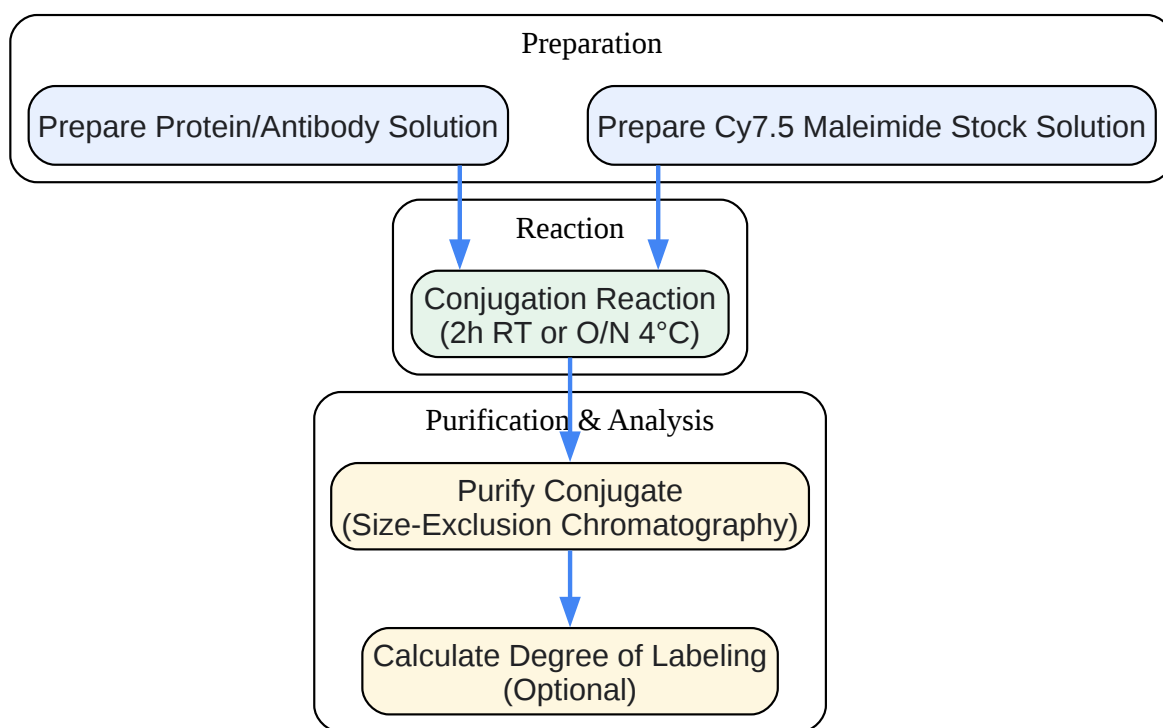 Preparation
Prepare Protein/Antibody Solution
Prepare Cy7.5 Maleimide Stock Solution
Reaction
Conjugation Reaction
(2h RT or O/N 4°C)
Purification & Analysis
Purify Conjugate
(Size-Exclusion Chromatography)
Calculate Degree of Labeling
(Optional)